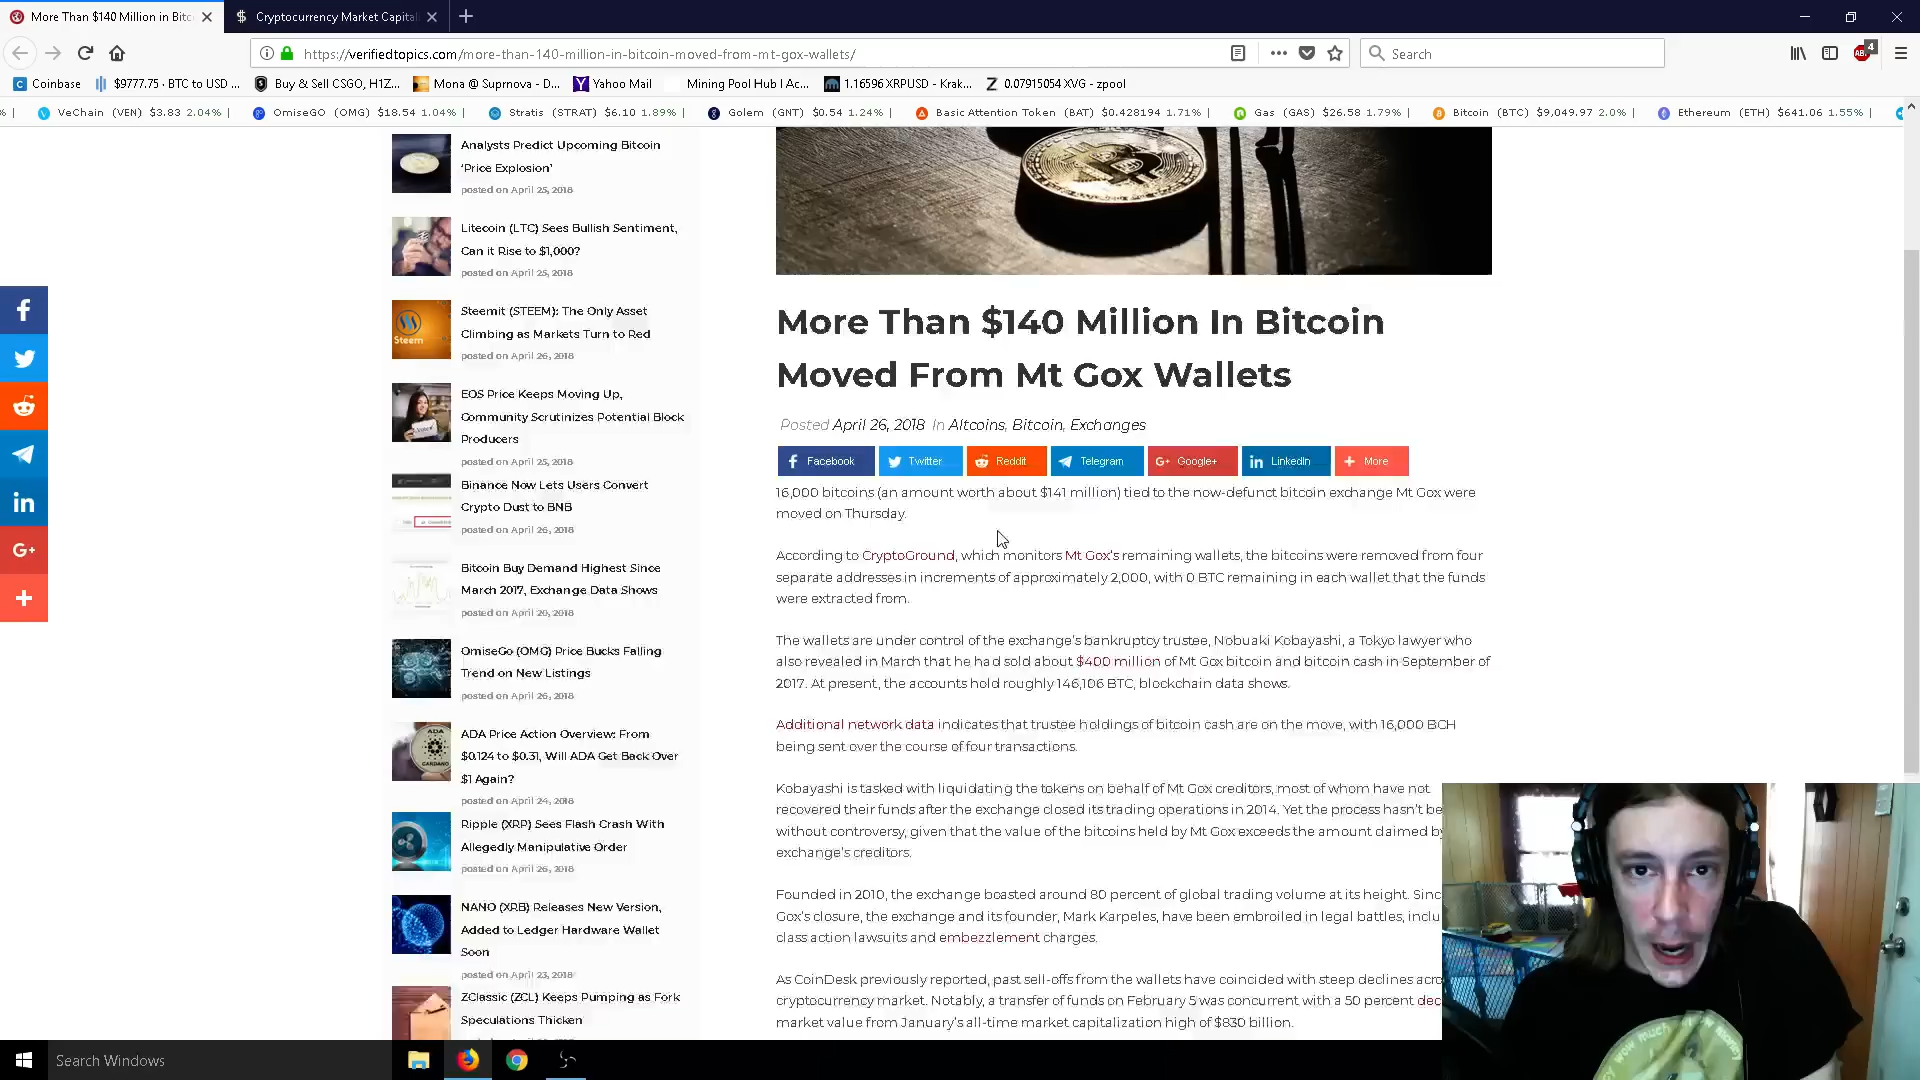 More Than $140 Million in Bitc
Cryptocurrency Market Capital
https://verifiedtopics.com/more-than-140-million-in-bitcoin-moved-from-mt-gox-wallets/
Search
4
Coinbase
$9777.75 · BTC to USD ...
Buy & Sell CSGO, H1Z...
Mona @ Suprnova - D...
Yahoo Mail
Mining Pool Hub | Ac...
1.16596 XRPUSD - Krak...
0.07915054 XVG - zpool
% | VeChain (VEN) $3.83 2.04% | OmiseGO (OMG) $18.54 1.04% | Stratis (STRAT) $6.10 1.89% | Golem (GNT) $0.54 1.24% | Basic Attention Token (BAT) $0.428194 1.71% | Gas (GAS) $26.58 1.79% | Bitcoin (BTC) $9,049.97 2.0% | Ethereum (ETH) $641.06 1.55% |
Analysts Predict Upcoming Bitcoin
'Price Explosion'
posted on April 25, 2018
Litecoin (LTC) Sees Bullish Sentiment,
Can it Rise to $1,000?
posted on April 25, 2018
Steem
Steemit (STEEM): The Only Asset
Climbing as Markets Turn to Red
posted on April 26, 2018
EOS Price Keeps Moving Up,
Community Scrutinizes Potential Block
Producers
posted on April 25, 2018
Binance Now Lets Users Convert
Crypto Dust to BNB
posted on April 26, 2018
Bitcoin Buy Demand Highest Since
March 2017, Exchange Data Shows
posted on April 20, 2018
OmiseGo (OMG) Price Bucks Falling
Trend on New Listings
posted on April 26, 2018
ADA
CARDANO
ADA Price Action Overview: From
$0.124 to $0.31, Will ADA Get Back Over
$1 Again?
posted on April 24, 2018
Ripple (XRP) Sees Flash Crash With
Allegedly Manipulative Order
posted on April 26, 2018
NANO (XRB) Releases New Version,
Added to Ledger Hardware Wallet
Soon
posted on April 23, 2018
ZClassic (ZCL) Keeps Pumping as Fork
Speculations Thicken
More Than $140 Million In Bitcoin
Moved From Mt Gox Wallets
Posted April 26, 2018 In Altcoins, Bitcoin, Exchanges
Facebook
Twitter
Reddit
Telegram
Google+
LinkedIn
More
16,000 bitcoins (an amount worth about $141 million) tied to the now-defunct bitcoin exchange Mt Gox were
moved on Thursday.
According to CryptoGround, which monitors Mt Gox's remaining wallets, the bitcoins were removed from four
separate addresses in increments of approximately 2,000, with 0 BTC remaining in each wallet that the funds
were extracted from.
The wallets are under control of the exchange's bankruptcy trustee, Nobuaki Kobayashi, a Tokyo lawyer who
also revealed in March that he had sold about $400 million of Mt Gox bitcoin and bitcoin cash in September of
2017. At present, the accounts hold roughly 146,106 BTC, blockchain data shows.
Additional network data indicates that trustee holdings of bitcoin cash are on the move, with 16,000 BCH
being sent over the course of four transactions.
Kobayashi is tasked with liquidating the tokens on behalf of Mt Gox creditors, most of whom have not
recovered their funds after the exchange closed its trading operations in 2014. Yet the process hasn't be
without controversy, given that the value of the bitcoins held by Mt Gox exceeds the amount claimed by
exchange's creditors.
Founded in 2010, the exchange boasted around 80 percent of global trading volume at its height. Sinc
Gox's closure, the exchange and its founder, Mark Karpeles, have been embroiled in legal battles, inclu
class action lawsuits and embezzlement charges.
As CoinDesk previously reported, past sell-offs from the wallets have coincided with steep declines acro
cryptocurrency market. Notably, a transfer of funds on February 5 was concurrent with a 50 percent dec
market value from January's all-time market capitalization high of $830 billion.
Search Windows